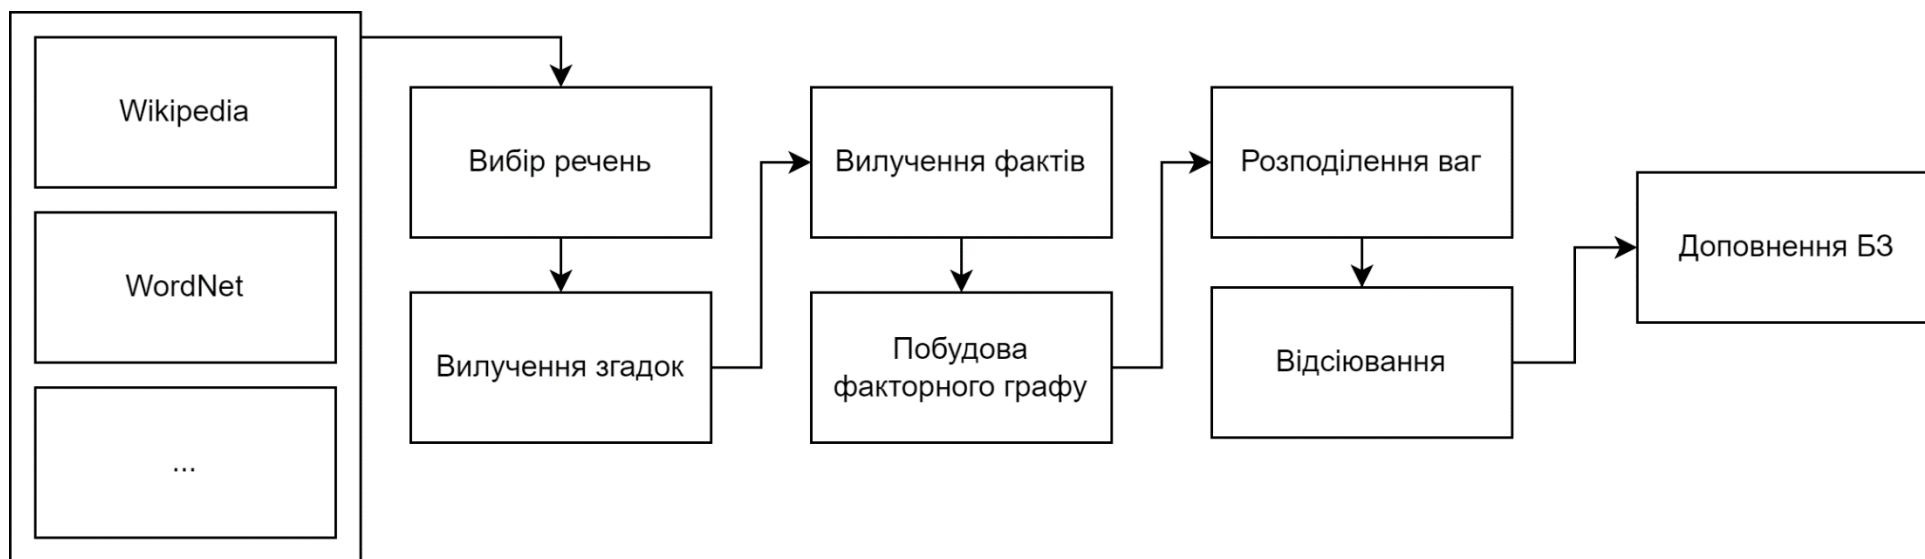 Wikipedia
WordNet
...
Вибір речень
Вилучення згадок
Вилучення фактів
Побудова
факторного графу
Розподілення ваг
Відсіювання
Доповнення БЗ